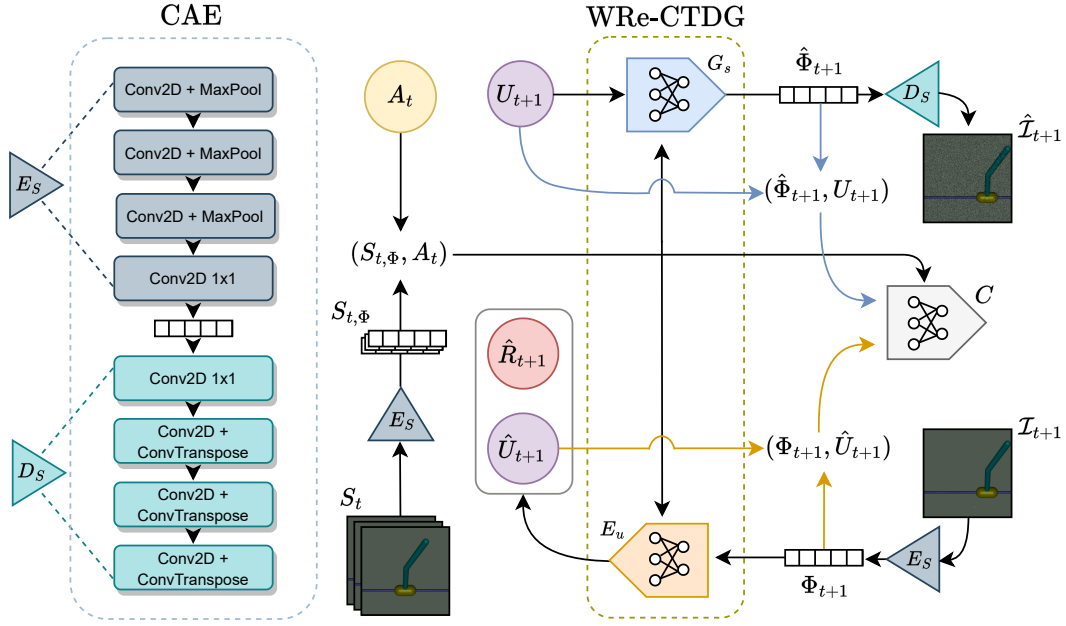 CAE
Conv2D + MaxPool
Conv2D + MaxPool
Conv2D + MaxPool
Conv2D 1x1
E_S
Conv2D 1x1
Conv2D +
ConvTranspose
Conv2D +
ConvTranspose
Conv2D +
ConvTranspose
D_S
A_t
(S_{t,Φ}, A_t)
S_{t,Φ}
E_S
S_t
WRe-CTDG
U_{t+1}
G_s
Φ̂_{t+1}
D_S
Î_{t+1}
(Φ̂_{t+1}, U_{t+1})
C
R̂_{t+1}
Û_{t+1}
(Φ_{t+1}, Û_{t+1})
I_{t+1}
E_u
Φ_{t+1}
E_S